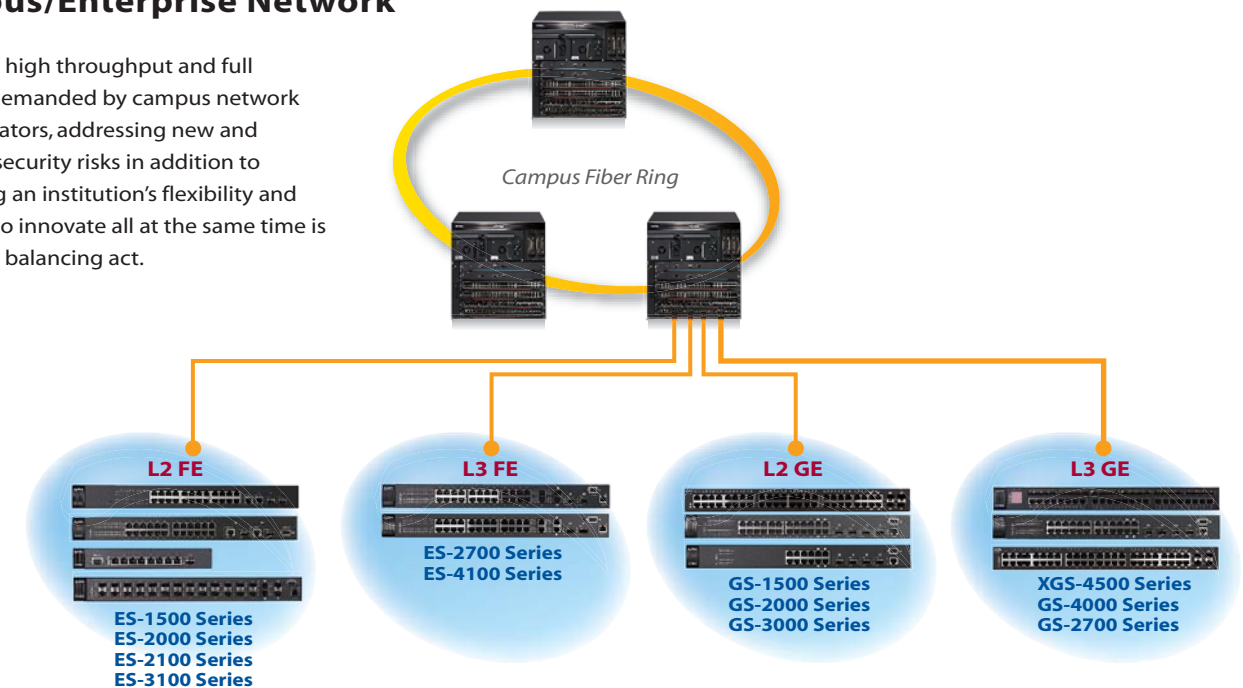 ous/Enterprise Network
high throughput and full
emanded by campus network
ators, addressing new and
security risks in addition to
g an institution's flexibility and
o innovate all at the same time is
balancing act.
Campus Fiber Ring
L2 FE
ES-1500 Series
ES-2000 Series
ES-2100 Series
ES-3100 Series
L3 FE
ES-2700 Series
ES-4100 Series
L2 GE
GS-1500 Series
GS-2000 Series
GS-3000 Series
L3 GE
XGS-4500 Series
GS-4000 Series
GS-2700 Series